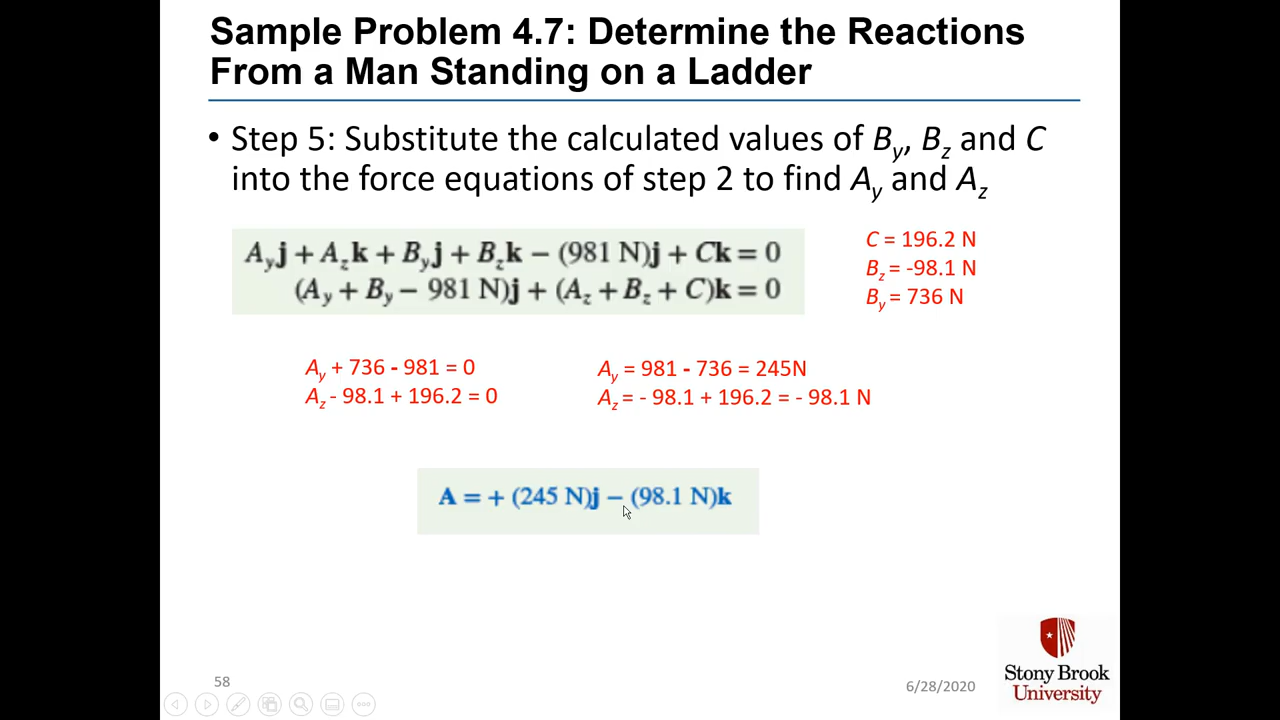 Sample Problem 4.7: Determine the Reactions
From a Man Standing on a Ladder
• Step 5: Substitute the calculated values of By, Bz and C
into the force equations of step 2 to find Ay and Az
Ayj + Azk + Byj + Bzk − (981 N)j + Ck = 0
(Ay + By − 981 N)j + (Az + Bz + C)k = 0
C = 196.2 N
Bz = -98.1 N
By = 736 N
Ay + 736 - 981 = 0
Az - 98.1 + 196.2 = 0
Ay = 981 - 736 = 245N
Az = - 98.1 + 196.2 = - 98.1 N
A = + (245 N)j − (98.1 N)k
58
6/28/2020
Stony Brook
University